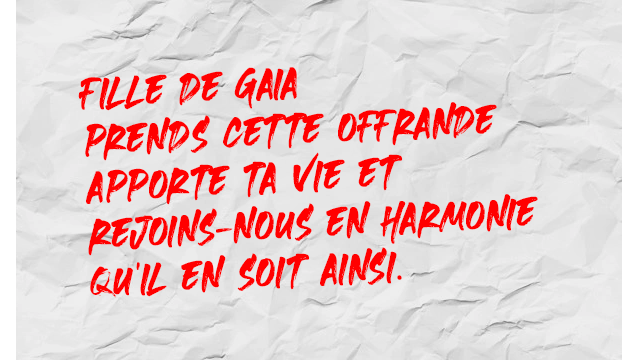 FILLE DE GAIA
PRENDS CETTE OFFRANDE
APPORTE TA VIE ET
REJOINS-NOUS EN HARMONIE
QU'IL EN SOIT AINSI.